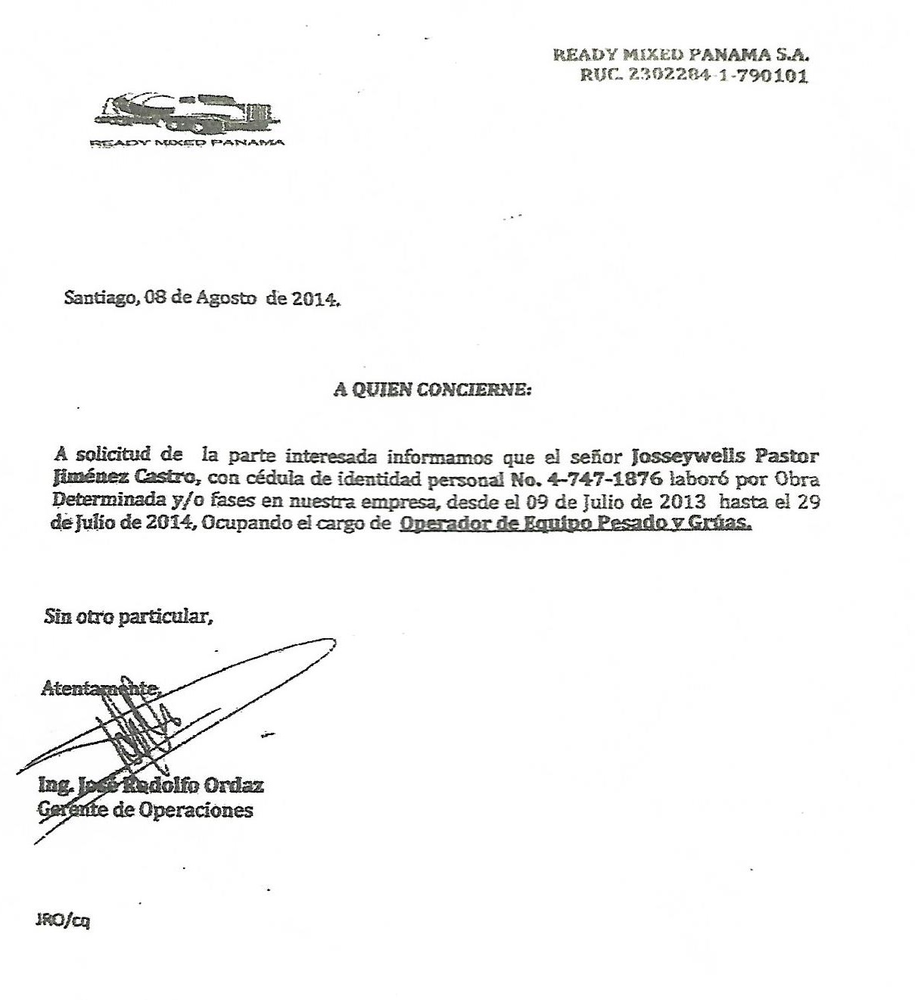 READY MIXED PANAMA S.A.
RUC. 2302284-1-790101
READY MIXED PANAMA
Santiago, 08 de Agosto de 2014.
A QUIEN CONCIERNE:
A solicitud de la parte interesada informamos que el señor Josseywells Pastor
Jiménez Castro, con cédula de identidad personal No. 4-747-1876 laboró por Obra
Determinada y/o fases en nuestra empresa, desde el 09 de Julio de 2013 hasta el 29
de Julio de 2014, Ocupando el cargo de Operador de Equipo Pesado y Grúas.
Sin otro particular,
Atentamente,
Ing. José Rodolfo Ordaz
Gerente de Operaciones
JRO/cq